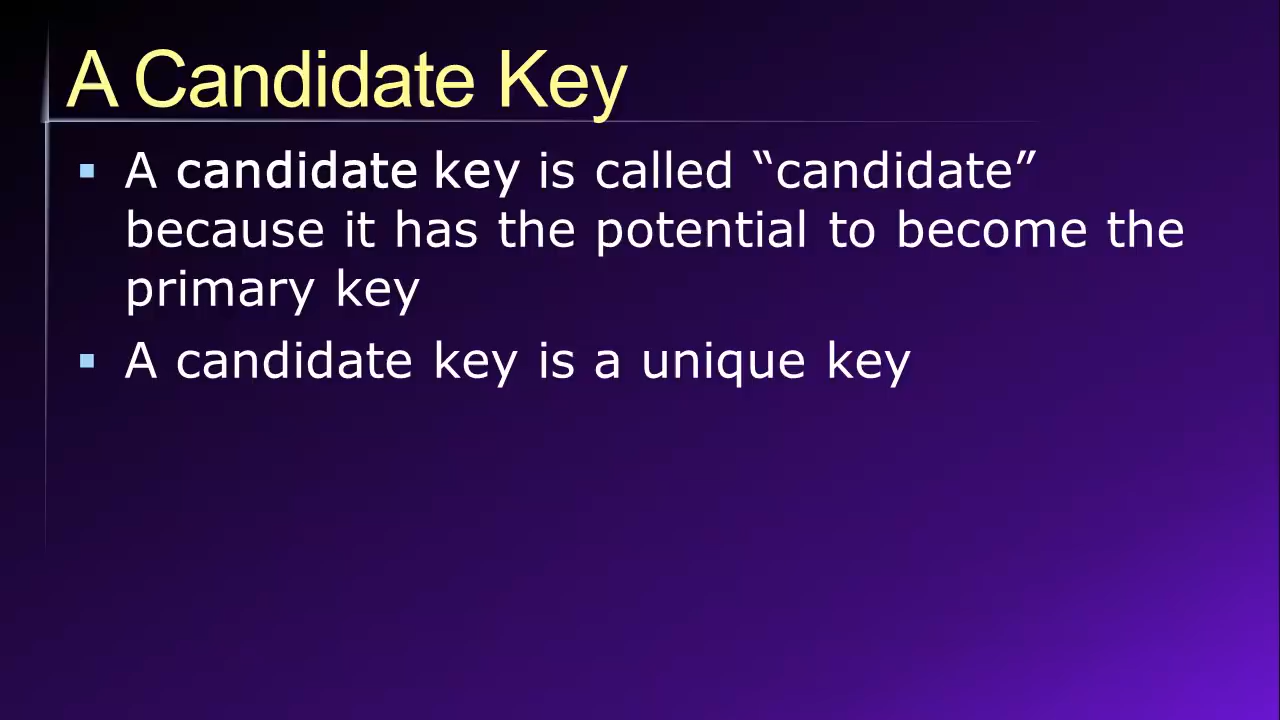 A Candidate Key
▪ A candidate key is called “candidate”
because it has the potential to become the
primary key
▪ A candidate key is a unique key